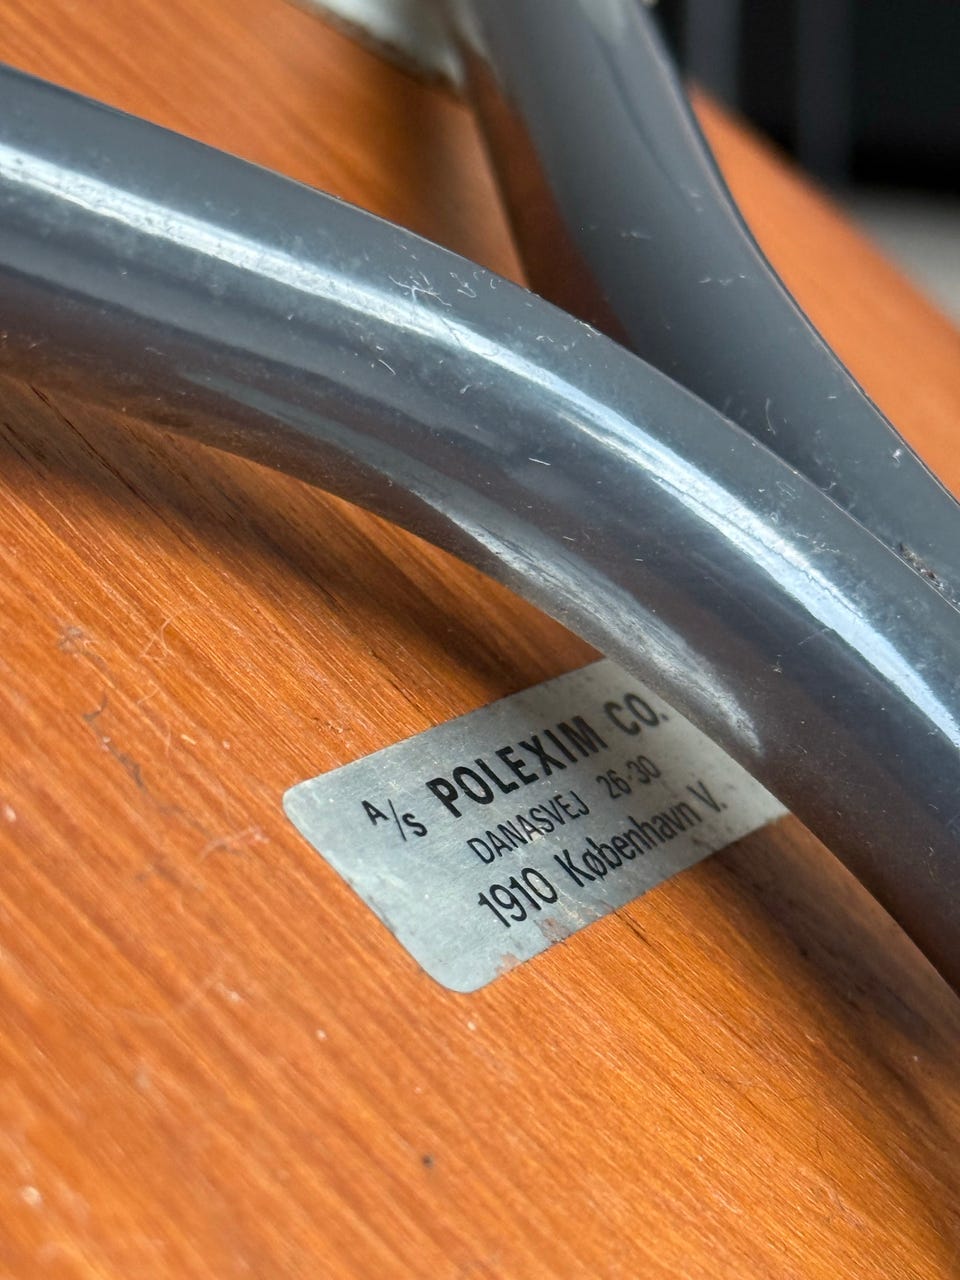 A/S POLEXIM CO.
DANASVEJ 26-30
1910 København V.